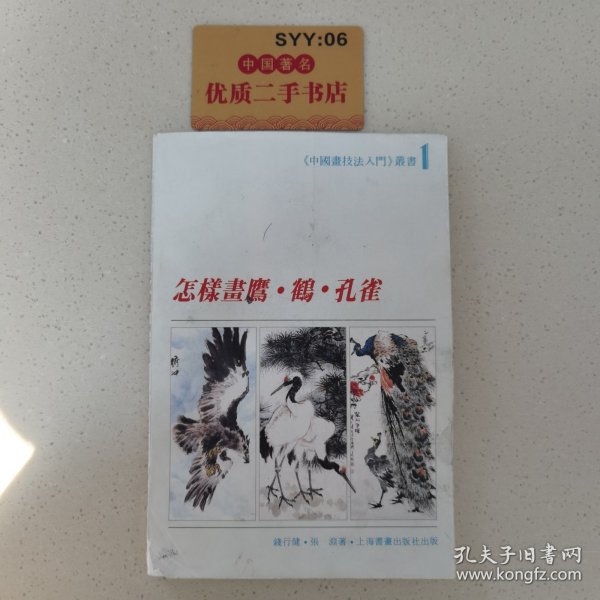 SYY:06
中国著名
优质二手书店
《中國畫技法入門》叢書 1
怎樣畫鷹·鶴·孔雀
錢行健·張 淵著·上海書畫出版社出版
孔夫子旧书网
www.kongfz.com